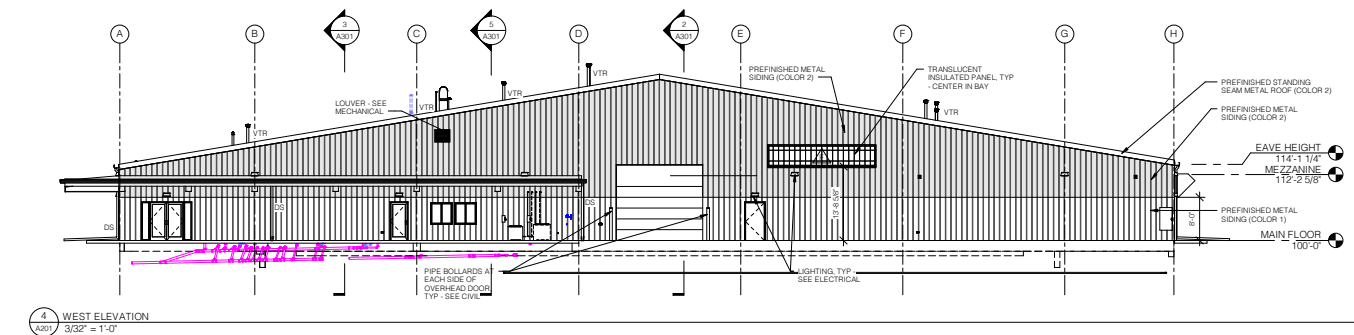 3
A301
5
A301
2
A301
A
B
C
D
E
F
G
H
VTR
VTR
VTR
VTR
VTR
LOUVER - SEE
MECHANICAL
PREFINISHED METAL
SIDING (COLOR 2)
TRANSLUCENT
INSULATED PANEL, TYP
- CENTER IN BAY
PREFINISHED STANDING
SEAM METAL ROOF (COLOR 2)
PREFINISHED METAL
SIDING (COLOR 2)
EAVE HEIGHT
114'-1 1/4"
MEZZANINE
112'-2 5/8"
PREFINISHED METAL
SIDING (COLOR 1)
MAIN FLOOR
100'-0"
DS
DS
DS
13'-8 5/8"
8'-0"
PIPE BOLLARDS AT
EACH SIDE OF
OVERHEAD DOOR,
TYP - SEE CIVIL
LIGHTING, TYP -
SEE ELECTRICAL
4
A201
WEST ELEVATION
3/32" = 1'-0"